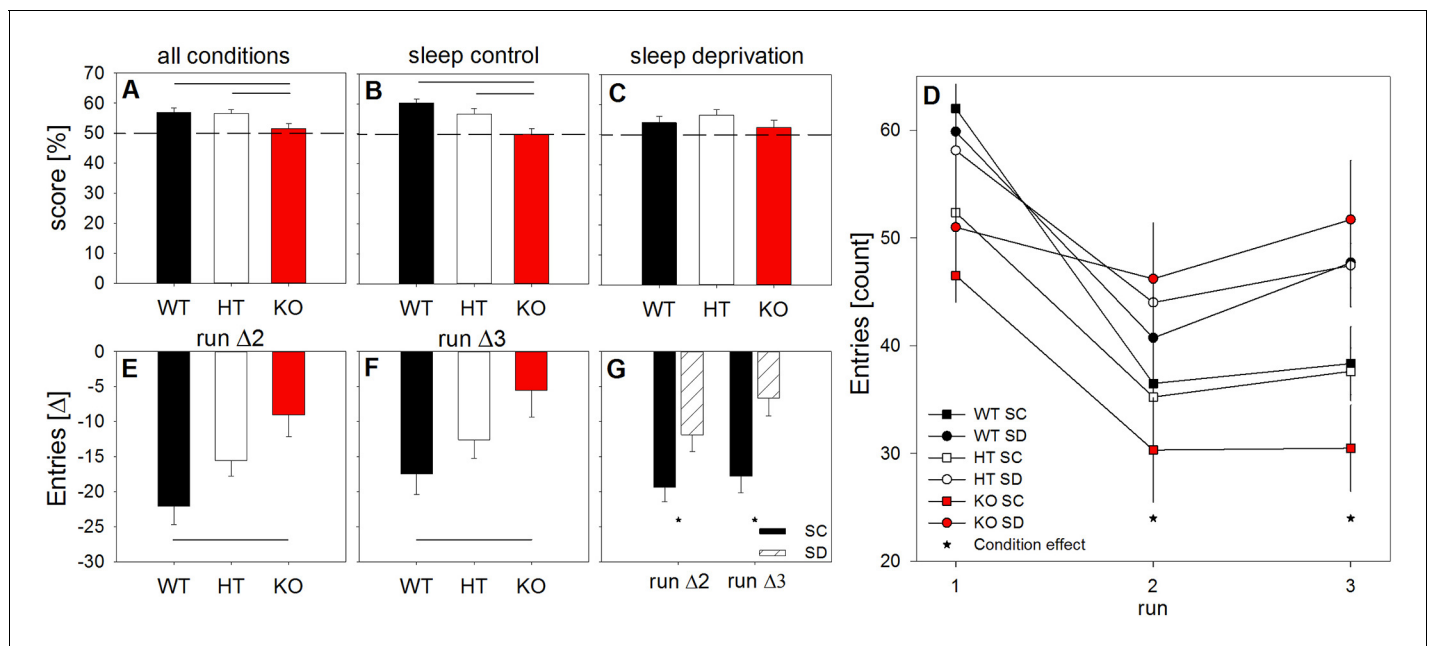 all conditions
sleep control
sleep deprivation
A
B
C
D
score [%]
70
60
50
40
30
20
10
0
WT HT KO
WT HT KO
WT HT KO
run Δ2
run Δ3
E
F
G
Entries [Δ]
0
-5
-10
-15
-20
-25
-30
WT HT KO
WT HT KO
SC
SD
run Δ2 run Δ3
Entries [count]
60
50
40
30
20
WT SC
WT SD
HT SC
HT SD
KO SC
KO SD
Condition effect
1 2 3
run